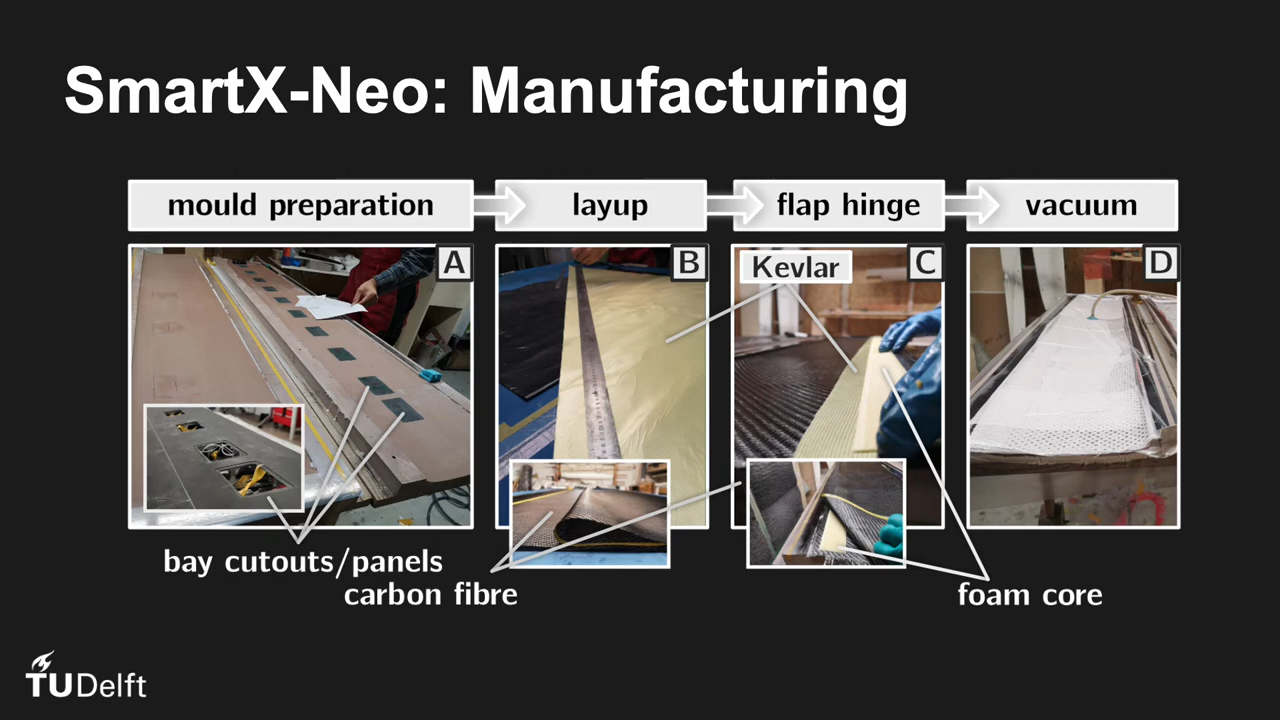 SmartX-Neo: Manufacturing
mould preparation
layup
flap hinge
vacuum
A
B
Kevlar
C
D
bay cutouts/panels
carbon fibre
foam core
TUDelft